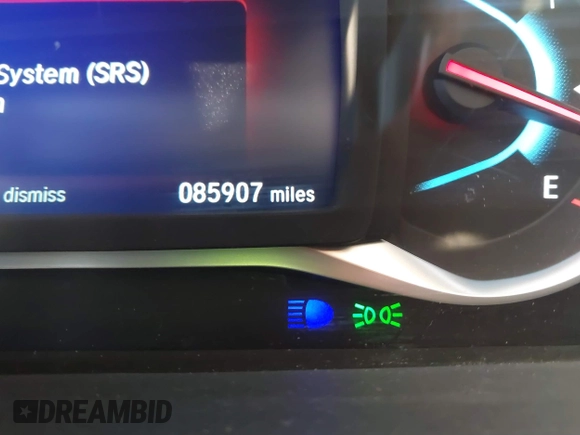 System (SRS)
dismiss
085907 miles
E
DREAMBID